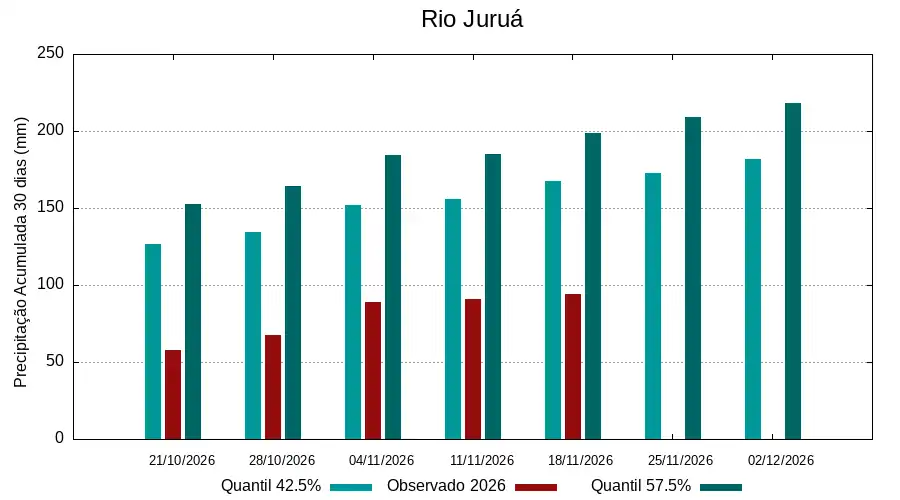 Rio Juruá
Precipitação Acumulada 30 dias (mm)
250
200
150
100
50
0
21/10/2026 28/10/2026 04/11/2026 11/11/2026 18/11/2026 25/11/2026 02/12/2026
Quantil 42.5% Observado 2026 Quantil 57.5%